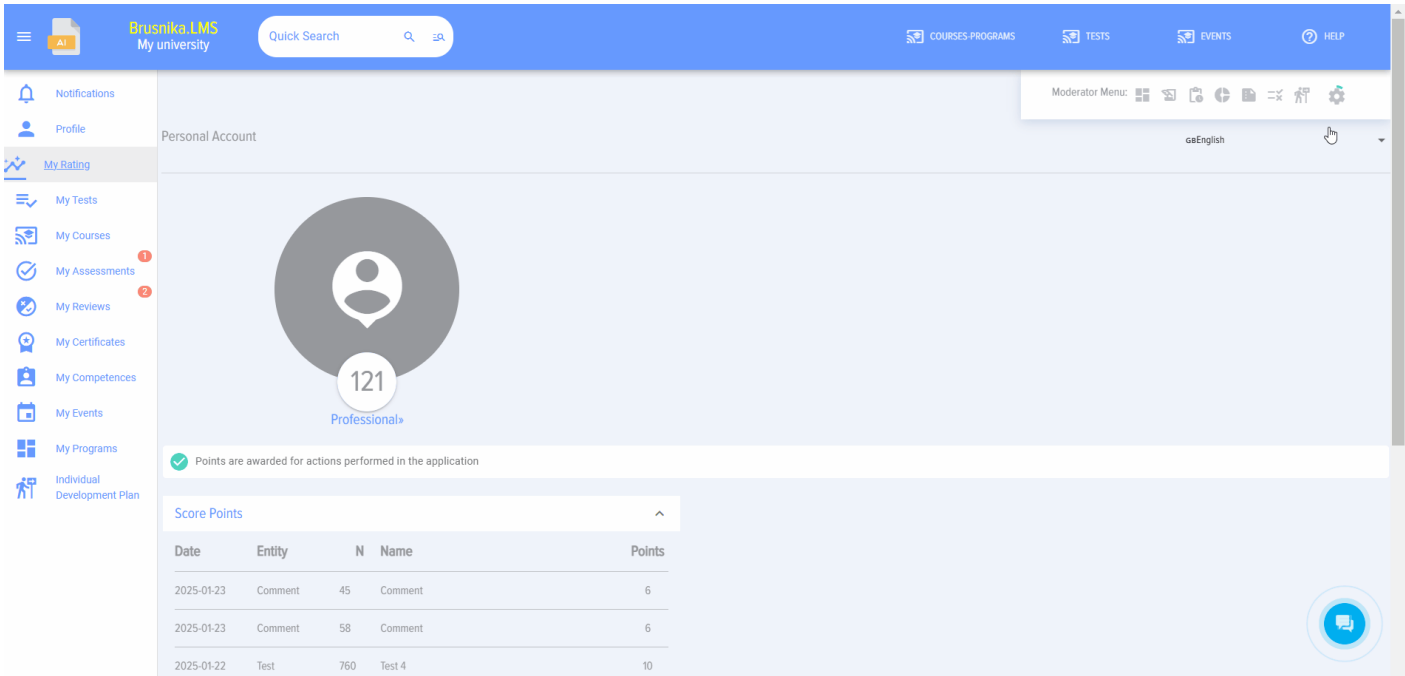 AI
Brusnika.LMS
My university
Quick Search
COURSES-PROGRAMS
TESTS
EVENTS
HELP
Moderator Menu:
Notifications
Profile
My Rating
My Tests
My Courses
1
My Assessments
2
My Reviews
My Certificates
My Competences
My Events
My Programs
Individual
Development Plan
Personal Account
GBEnglish
121
Professional»
Points are awarded for actions performed in the application
Score Points
Date Entity N Name Points
2025-01-23 Comment 45 Comment 6
2025-01-23 Comment 58 Comment 6
2025-01-22 Test 760 Test 4 10